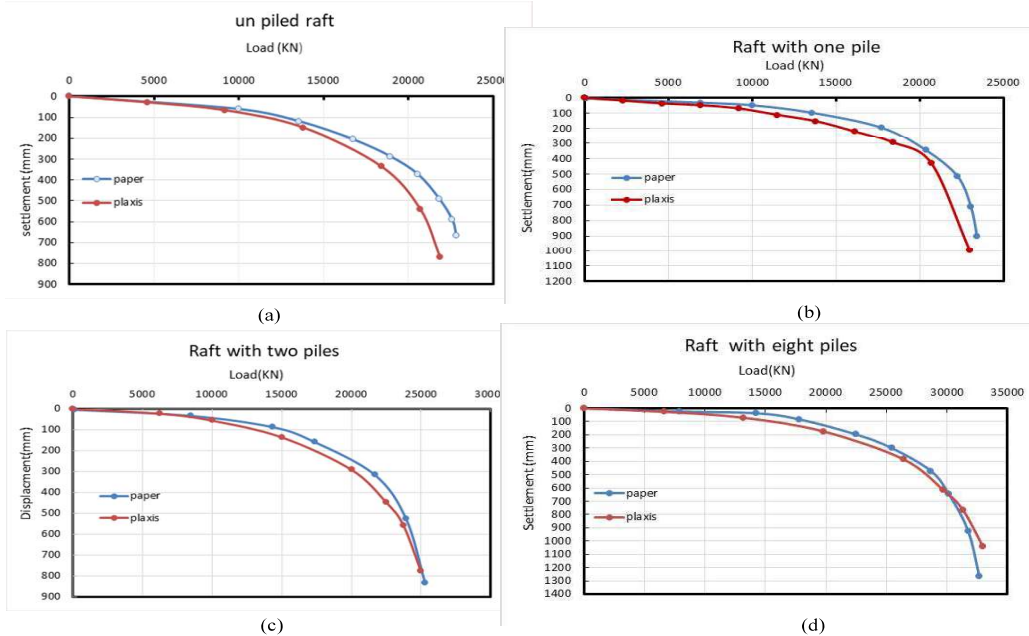 un piled raft
Load (KN)
0 5000 10000 15000 20000 25000
0
100
200
300
400
500
600
700
800
900
settlement(mm)
paper
plaxis
(a)
Raft with one pile
Load (KN)
0 5000 10000 15000 20000 25000
0
100
200
300
400
500
600
700
800
900
1000
1100
1200
Settlement(mm)
paper
plaxis
(b)
Raft with two piles
Load(KN)
0 5000 10000 15000 20000 25000 3000
0
100
200
300
400
500
600
700
800
900
Displacment(mm)
paper
plaxis
(c)
Raft with eight piles
Load(KN)
0 5000 10000 15000 20000 25000 30000 35000
0
100
200
300
400
500
600
700
800
900
1000
1100
1200
1300
1400
Settlement(mm)
paper
plaxis
(d)